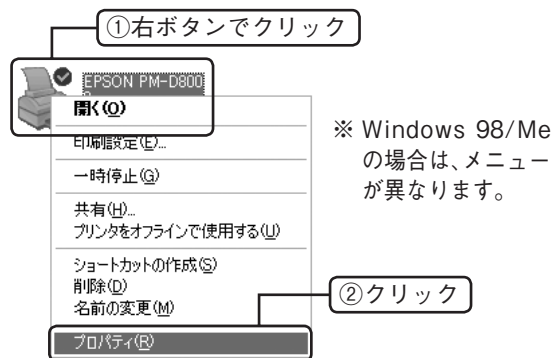 ①右ボタンでクリック
EPSON PM-D800
開く(O)
印刷設定(E)...
一時停止(G)
共有(H)...
プリンタをオフラインで使用する(U)
ショートカットの作成(S)
削除(D)
名前の変更(M)
プロパティ(R)
②クリック
※ Windows 98/Me
の場合は、メニュー
が異なります。